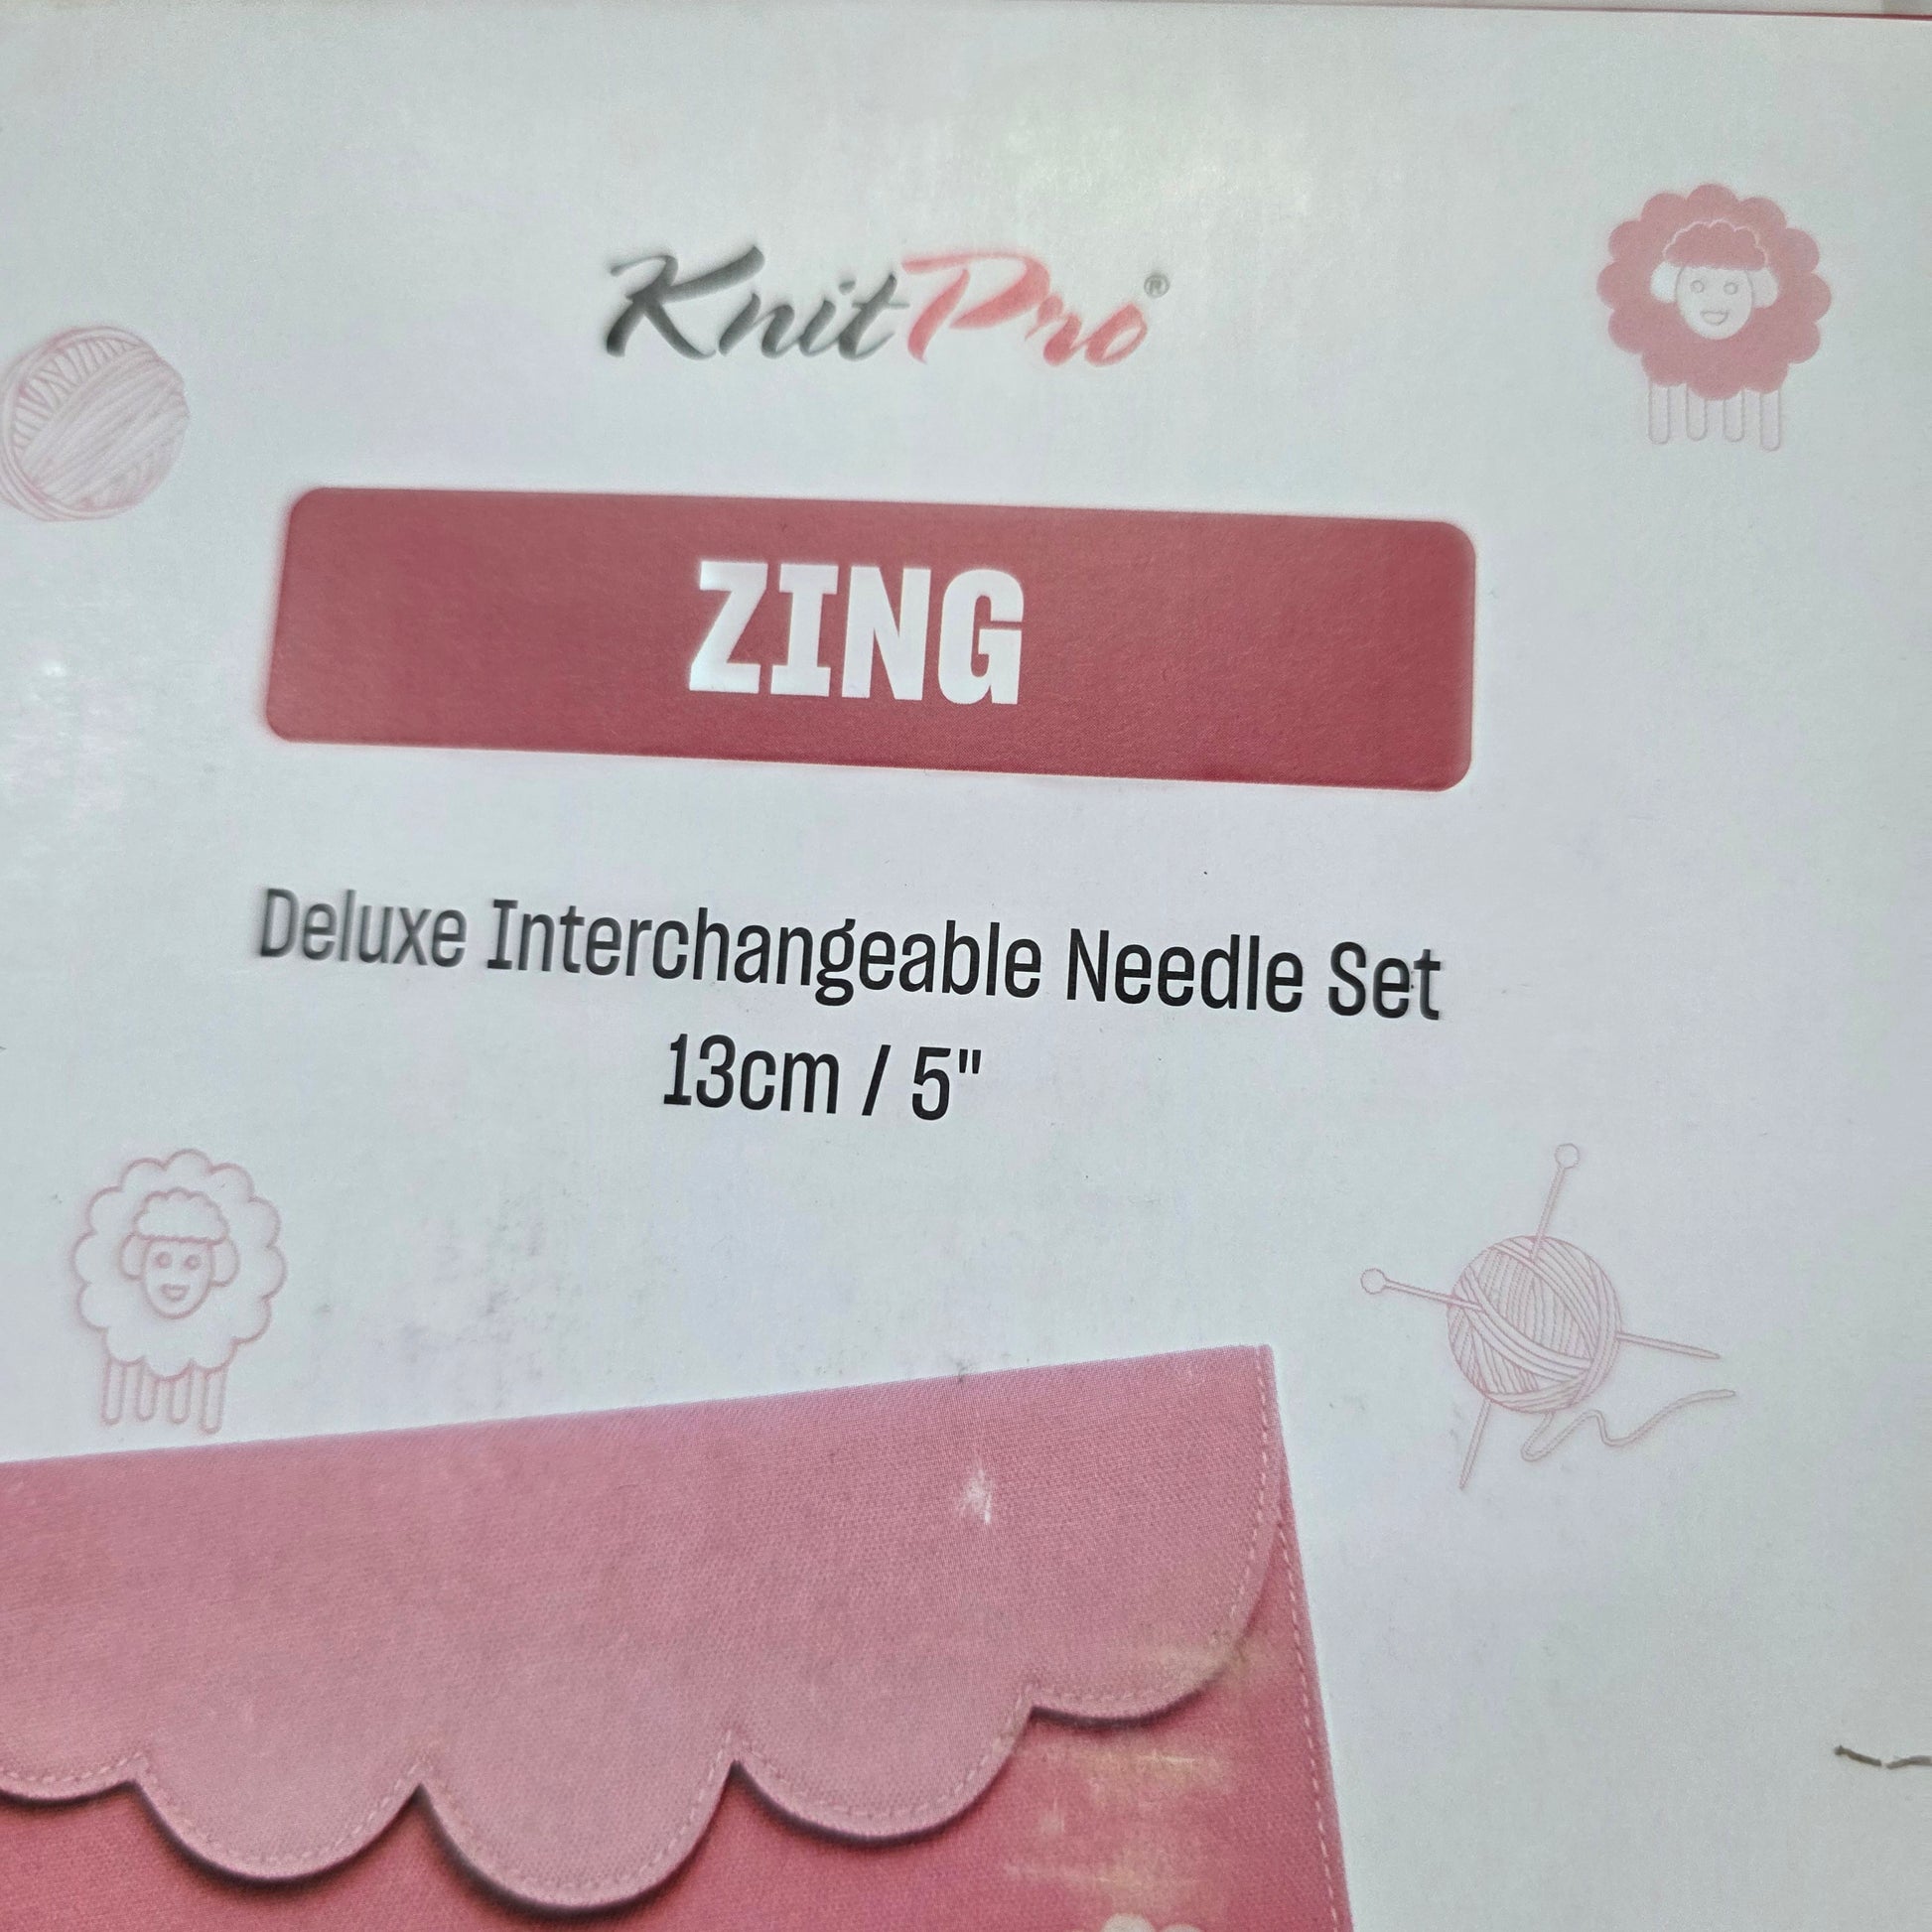 KnitPro®
ZING
Deluxe Interchangeable Needle Set
13cm / 5"